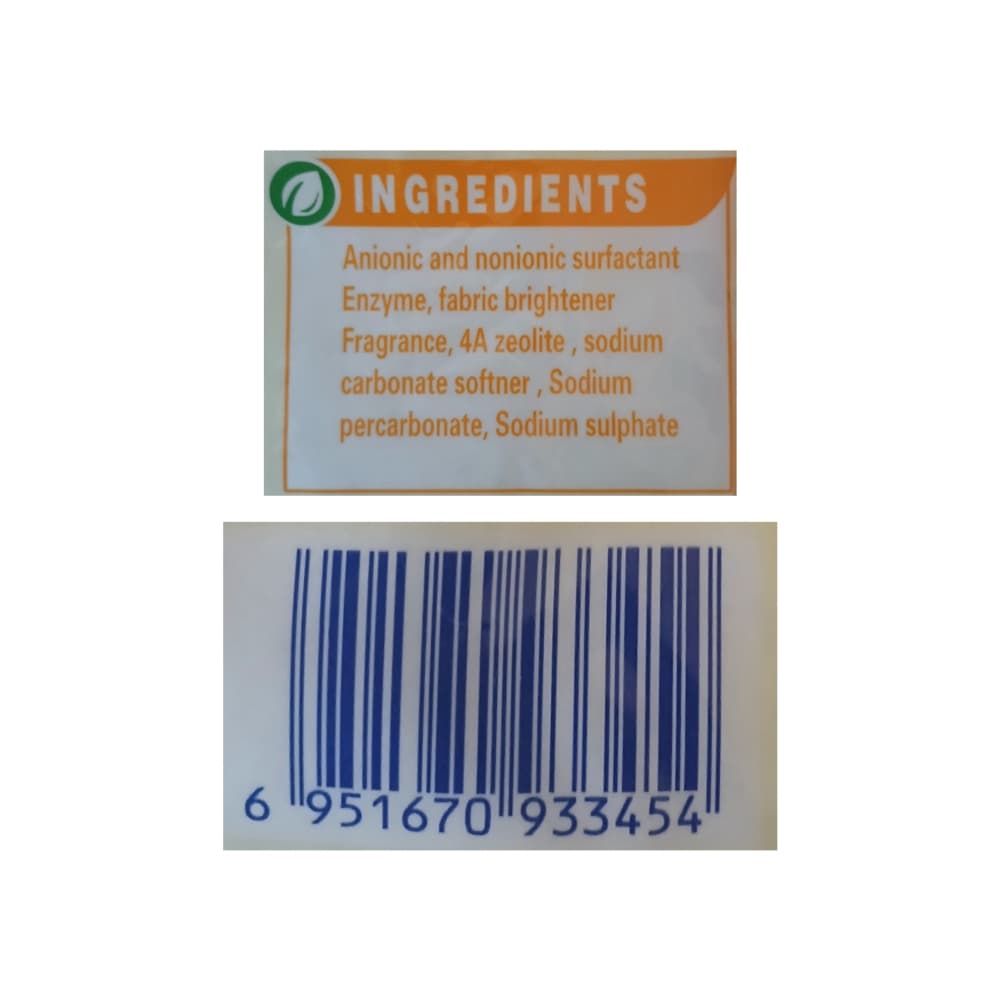 INGREDIENTS
Anionic and nonionic surfactant
Enzyme, fabric brightener
Fragrance, 4A zeolite , sodium
carbonate softner , Sodium
percarbonate, Sodium sulphate
6 951670 933454